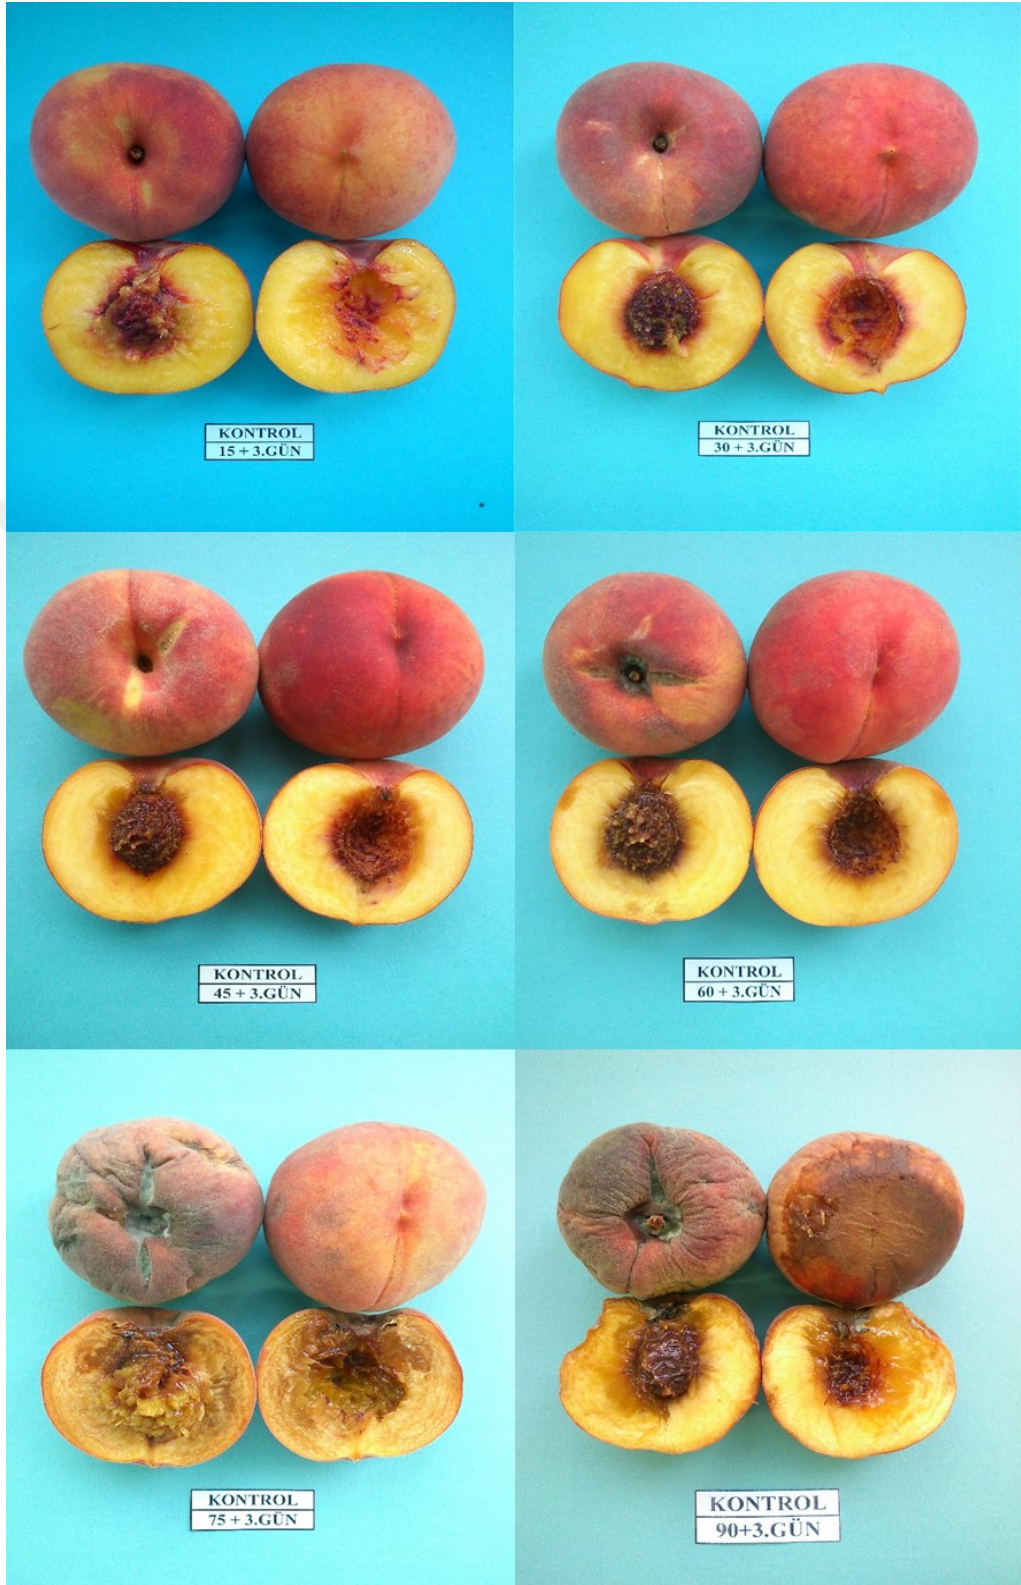 KONTROL
15 + 3.GÜN
KONTROL
30 + 3.GÜN
KONTROL
45 + 3.GÜN
KONTROL
60 + 3.GÜN
KONTROL
75 + 3.GÜN
KONTROL
90+3.GÜN